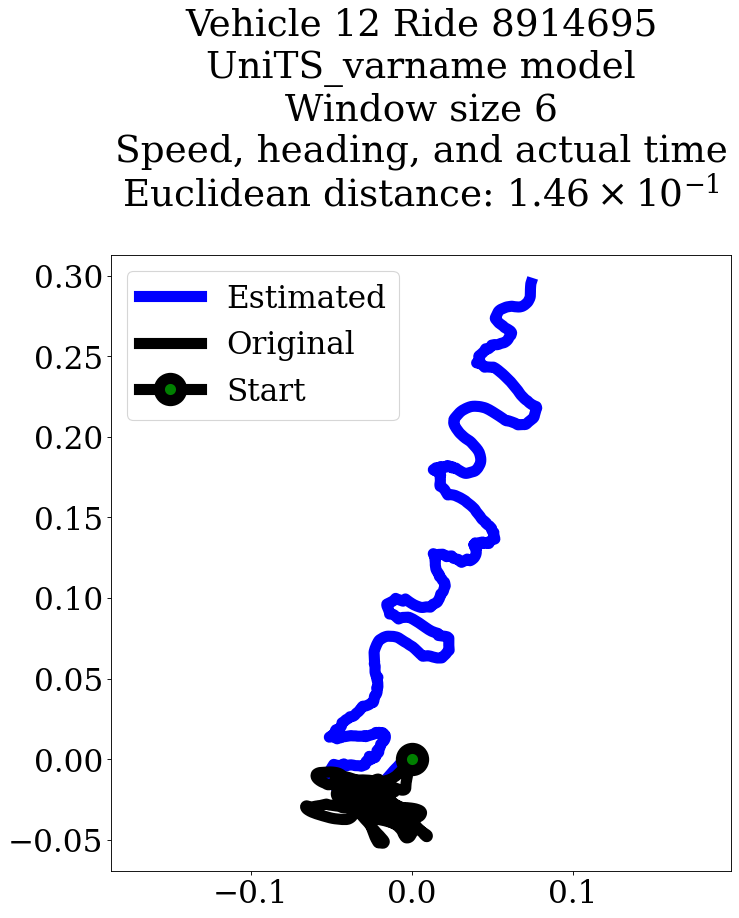 Vehicle 12 Ride 8914695
UniTS_varname model
Window size 6
Speed, heading, and actual time
Euclidean distance: 1.46 × 10⁻¹
Estimated
Original
Start
0.30
0.25
0.20
0.15
0.10
0.05
0.00
−0.05
−0.1 0.0 0.1